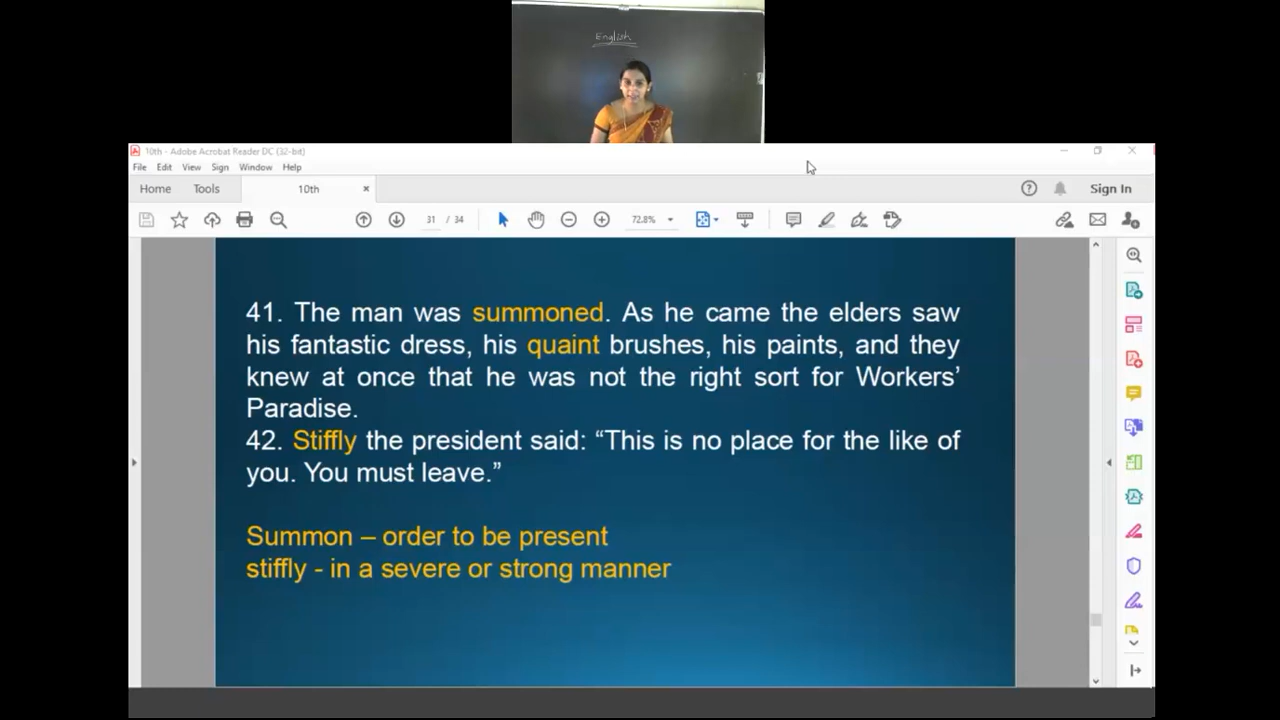 English
10th - Adobe Acrobat Reader DC (32-bit)
File Edit View Sign Window Help
Home Tools 10th × Sign In
31 / 34 72.8%
41. The man was summoned. As he came the elders saw
his fantastic dress, his quaint brushes, his paints, and they
knew at once that he was not the right sort for Workers’
Paradise.
42. Stiffly the president said: “This is no place for the like of
you. You must leave.”
Summon – order to be present
stiffly - in a severe or strong manner